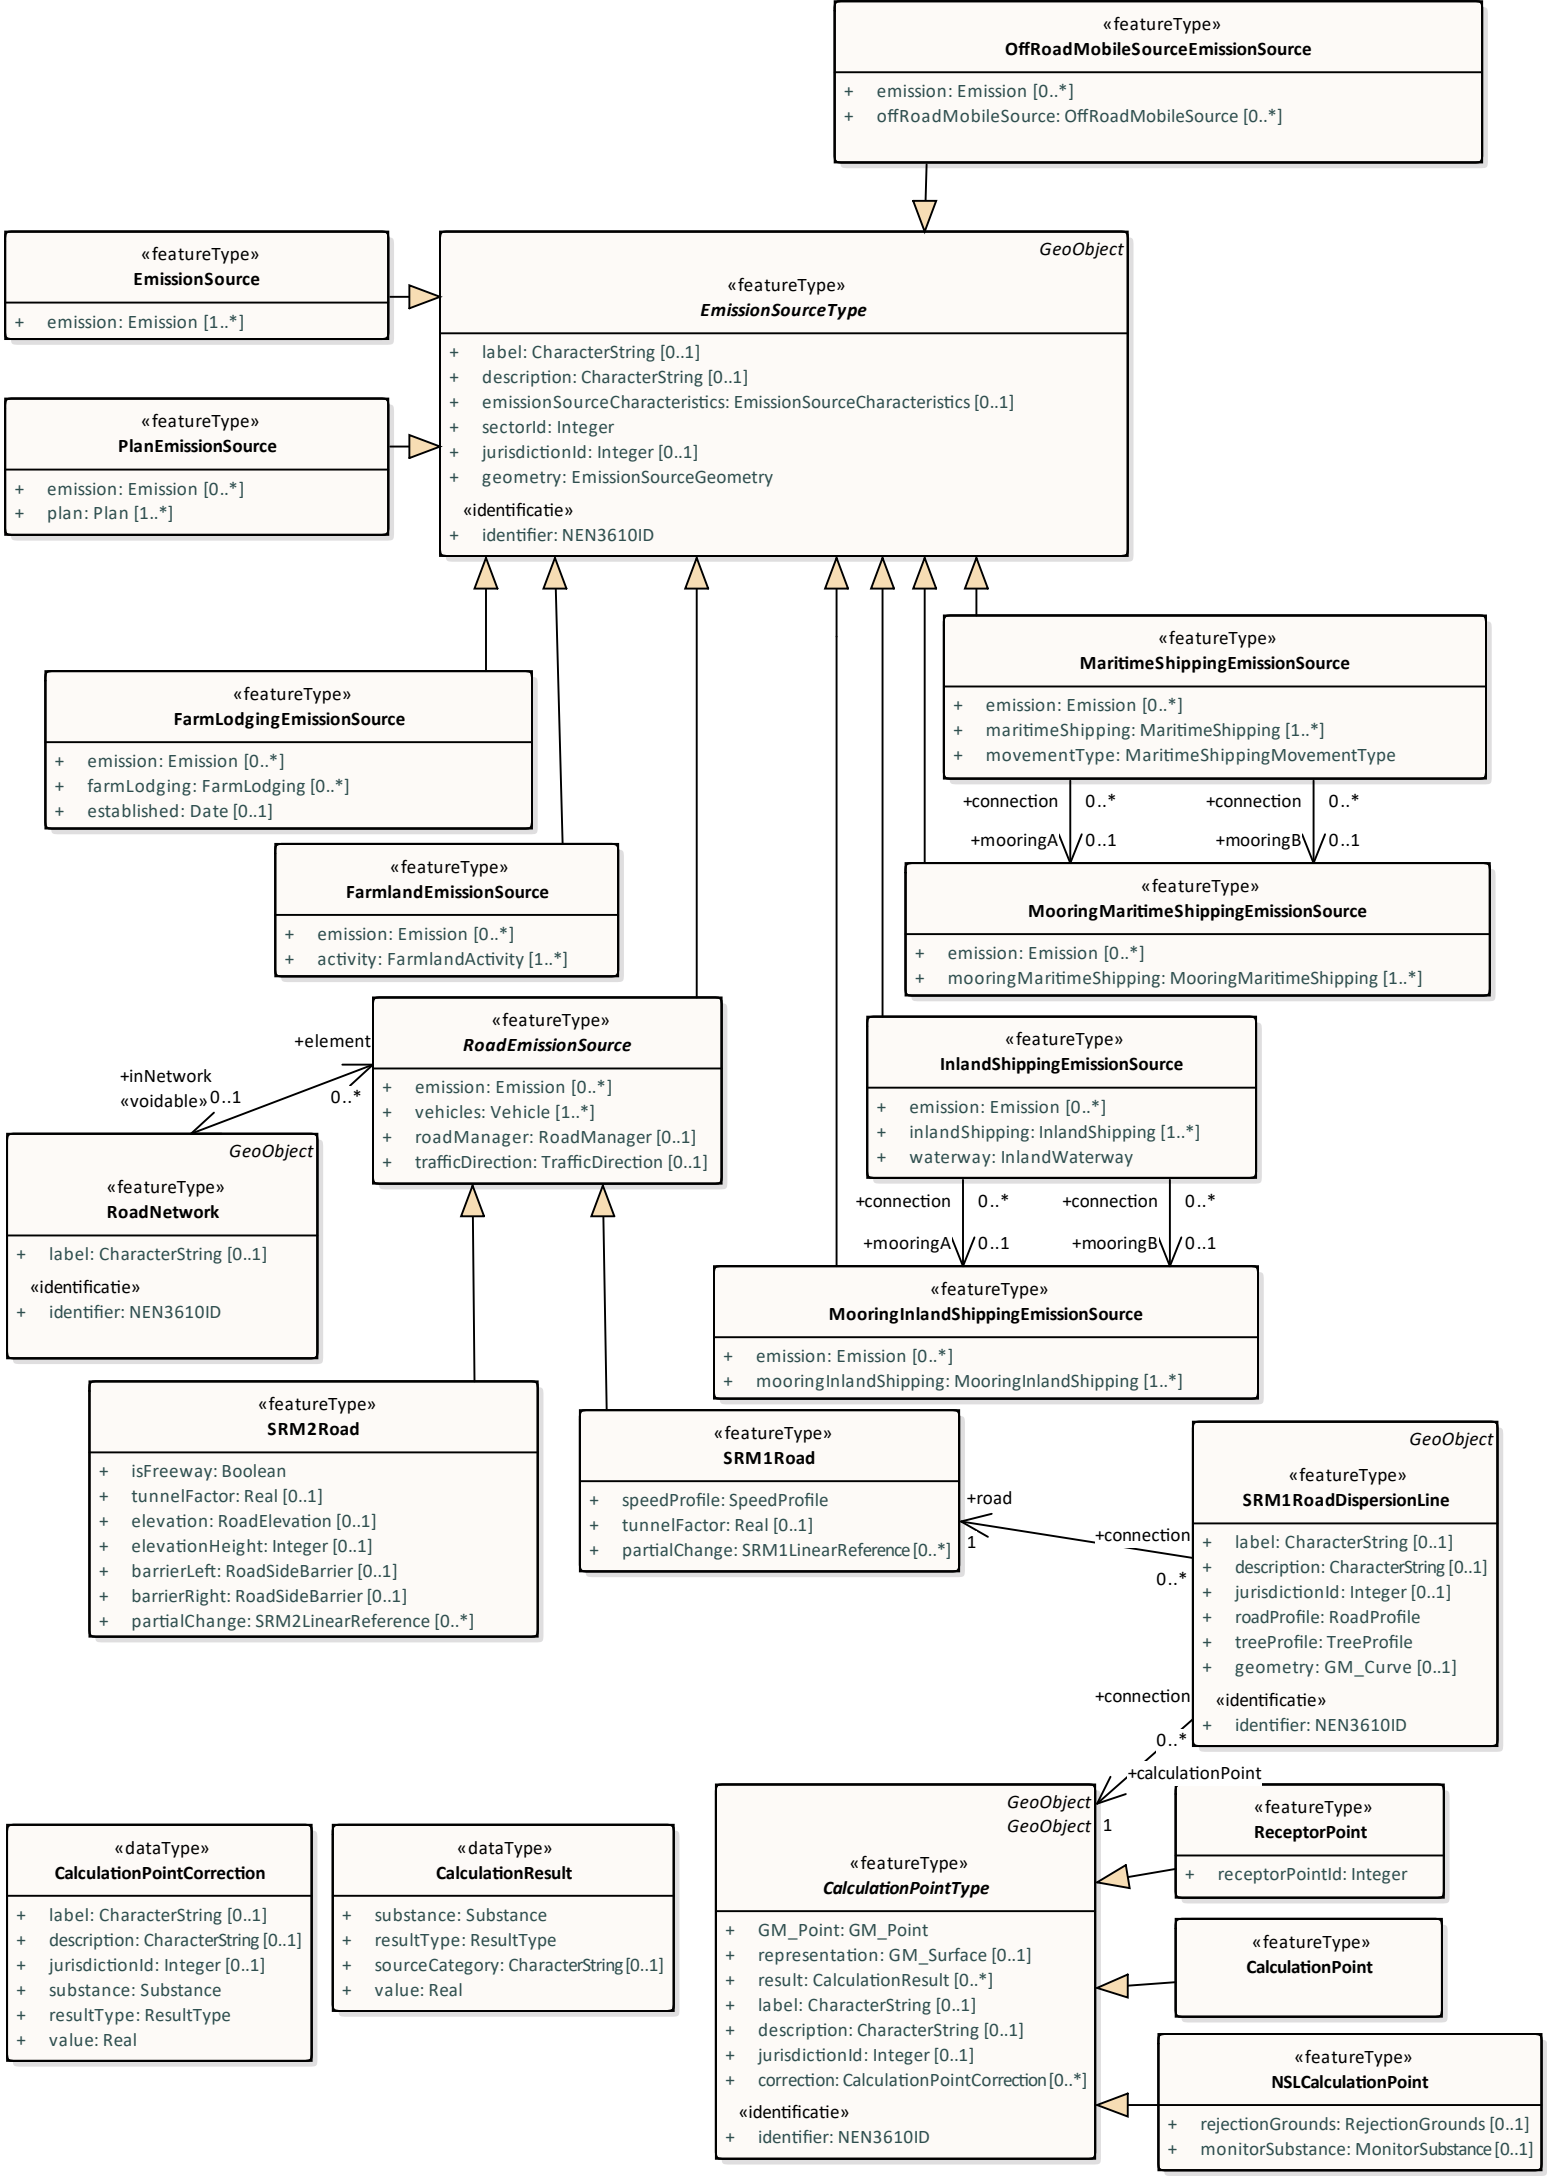 «featureType»
OffRoadMobileSourceEmissionSource
+ emission: Emission [0..*]
+ offRoadMobileSource: OffRoadMobileSource [0..*]
«featureType»
EmissionSource
+ emission: Emission [1..*]
GeoObject
«featureType»
EmissionSourceType
+ label: CharacterString [0..1]
+ description: CharacterString [0..1]
+ emissionSourceCharacteristics: EmissionSourceCharacteristics [0..1]
+ sectorId: Integer
+ jurisdictionId: Integer [0..1]
+ geometry: EmissionSourceGeometry
«identificatie»
+ identifier: NEN3610ID
«featureType»
PlanEmissionSource
+ emission: Emission [0..*]
+ plan: Plan [1..*]
«featureType»
MaritimeShippingEmissionSource
+ emission: Emission [0..*]
+ maritimeShipping: MaritimeShipping [1..*]
+ movementType: MaritimeShippingMovementType
«featureType»
FarmLodgingEmissionSource
+ emission: Emission [0..*]
+ farmLodging: FarmLodging [0..*]
+ established: Date [0..1]
+connection 0..* +connection 0..*
+mooringA 0..1 +mooringB 0..1
«featureType»
FarmlandEmissionSource
+ emission: Emission [0..*]
+ activity: FarmlandActivity [1..*]
«featureType»
MooringMaritimeShippingEmissionSource
+ emission: Emission [0..*]
+ mooringMaritimeShipping: MooringMaritimeShipping [1..*]
«featureType»
RoadEmissionSource
+ emission: Emission [0..*]
+ vehicles: Vehicle [1..*]
+ roadManager: RoadManager [0..1]
+ trafficDirection: TrafficDirection [0..1]
+element
0..*
+inNetwork
«voidable» 0..1
«featureType»
InlandShippingEmissionSource
+ emission: Emission [0..*]
+ inlandShipping: InlandShipping [1..*]
+ waterway: InlandWaterway
GeoObject
«featureType»
RoadNetwork
+ label: CharacterString [0..1]
«identificatie»
+ identifier: NEN3610ID
+connection 0..* +connection 0..*
+mooringA 0..1 +mooringB 0..1
«featureType»
MooringInlandShippingEmissionSource
+ emission: Emission [0..*]
+ mooringInlandShipping: MooringInlandShipping [1..*]
«featureType»
SRM2Road
+ isFreeway: Boolean
+ tunnelFactor: Real [0..1]
+ elevation: RoadElevation [0..1]
+ elevationHeight: Integer [0..1]
+ barrierLeft: RoadSideBarrier [0..1]
+ barrierRight: RoadSideBarrier [0..1]
+ partialChange: SRM2LinearReference [0..*]
«featureType»
SRM1Road
+ speedProfile: SpeedProfile
+ tunnelFactor: Real [0..1]
+ partialChange: SRM1LinearReference [0..*]
+road
1
+connection
0..*
GeoObject
«featureType»
SRM1RoadDispersionLine
+ label: CharacterString [0..1]
+ description: CharacterString [0..1]
+ jurisdictionId: Integer [0..1]
+ roadProfile: RoadProfile
+ treeProfile: TreeProfile
+ geometry: GM_Curve [0..1]
«identificatie»
+ identifier: NEN3610ID
+connection
0..*
+calculationPoint
1
«dataType»
CalculationPointCorrection
+ label: CharacterString [0..1]
+ description: CharacterString [0..1]
+ jurisdictionId: Integer [0..1]
+ substance: Substance
+ resultType: ResultType
+ value: Real
«dataType»
CalculationResult
+ substance: Substance
+ resultType: ResultType
+ sourceCategory: CharacterString [0..1]
+ value: Real
GeoObject
GeoObject
«featureType»
CalculationPointType
+ GM_Point: GM_Point
+ representation: GM_Surface [0..1]
+ result: CalculationResult [0..*]
+ label: CharacterString [0..1]
+ description: CharacterString [0..1]
+ jurisdictionId: Integer [0..1]
+ correction: CalculationPointCorrection [0..*]
«identificatie»
+ identifier: NEN3610ID
«featureType»
ReceptorPoint
+ receptorPointId: Integer
«featureType»
CalculationPoint
«featureType»
NSLCalculationPoint
+ rejectionGrounds: RejectionGrounds [0..1]
+ monitorSubstance: MonitorSubstance [0..1]